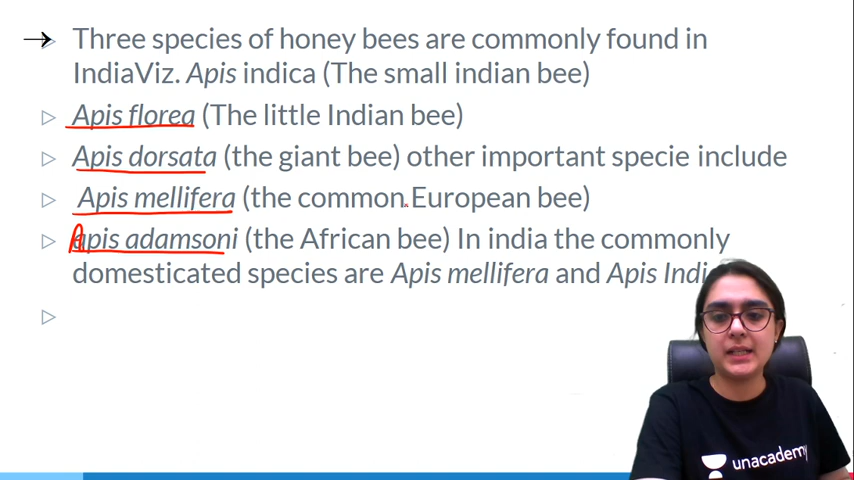 Three species of honey bees are commonly found in
IndiaViz. Apis indica (The small indian bee)
Apis florea (The little Indian bee)
Apis dorsata (the giant bee) other important specie include
Apis mellifera (the common European bee)
apis adamsoni (the African bee) In india the commonly
domesticated species are Apis mellifera and Apis
unacademy